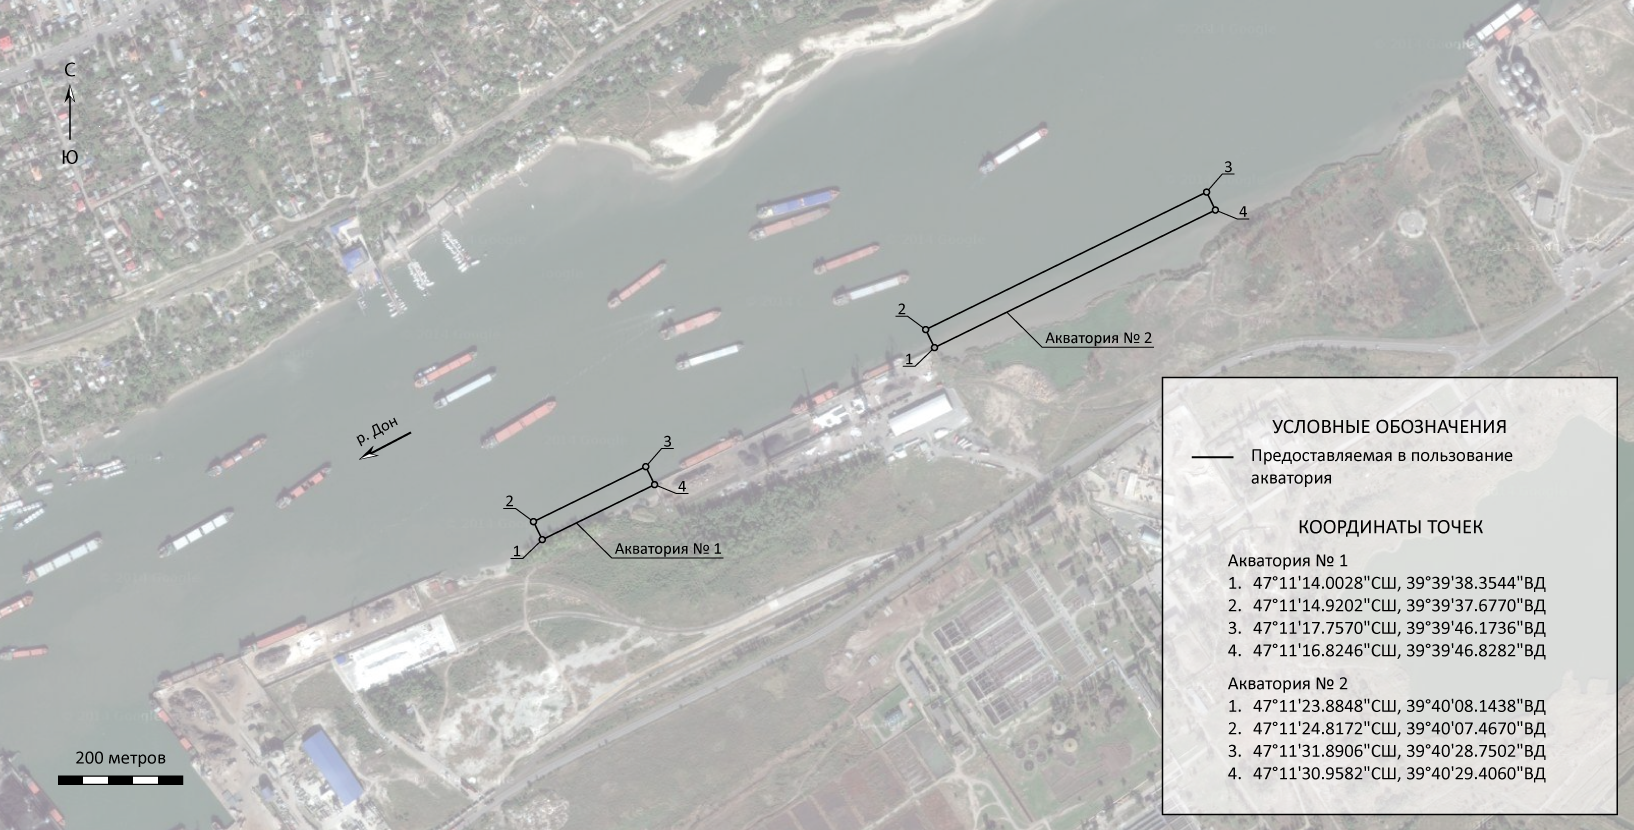 С
Ю
3
4
2
1
Акватория № 2
р. Дон
3
4
2
1
Акватория № 1
200 метров
УСЛОВНЫЕ ОБОЗНАЧЕНИЯ
Предоставляемая в пользование
акватория
КООРДИНАТЫ ТОЧЕК
Акватория № 1
1. 47°11'14.0028"СШ, 39°39'38.3544"ВД
2. 47°11'14.9202"СШ, 39°39'37.6770"ВД
3. 47°11'17.7570"СШ, 39°39'46.1736"ВД
4. 47°11'16.8246"СШ, 39°39'46.8282"ВД
Акватория № 2
1. 47°11'23.8848"СШ, 39°40'08.1438"ВД
2. 47°11'24.8172"СШ, 39°40'07.4670"ВД
3. 47°11'31.8906"СШ, 39°40'28.7502"ВД
4. 47°11'30.9582"СШ, 39°40'29.4060"ВД